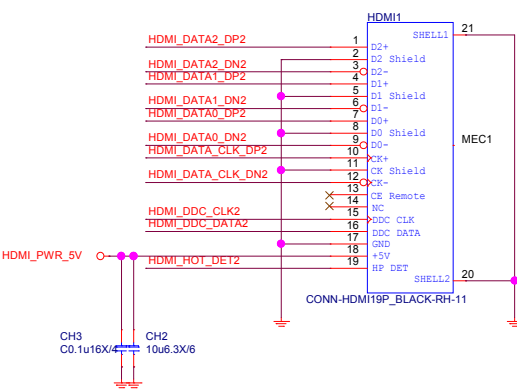 HDMI1
HDMI_DATA2_DP2 1 D2+ SHELL1 21
2 D2 Shield
HDMI_DATA2_DN2 3 D2-
HDMI_DATA1_DP2 4 D1+
5 D1 Shield
HDMI_DATA1_DN2 6 D1-
HDMI_DATA0_DP2 7 D0+
8 D0 Shield
HDMI_DATA0_DN2 9 D0- MEC1
HDMI_DATA_CLK_DP2 10 CK+
11 CK Shield
HDMI_DATA_CLK_DN2 12 CK-
13 CE Remote
14 NC
HDMI_DDC_CLK2 15 DDC CLK
HDMI_DDC_DATA2 16 DDC DATA
17 GND
HDMI_PWR_5V 18 +5V
HDMI_HOT_DET2 19 HP DET
SHELL2 20
CONN-HDMI19P_BLACK-RH-11
CH3 CH2
C0.1u16X/4 10u6.3X/6